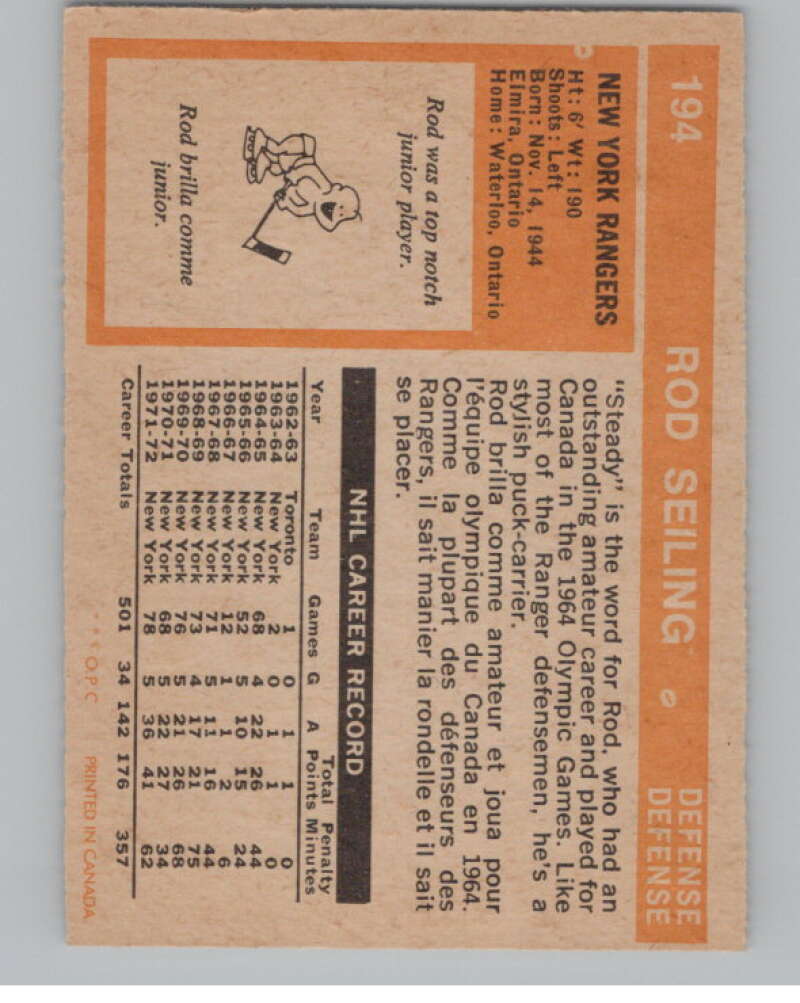 194 ROD SEILING DEFENSE
DEFENSE
NEW YORK RANGERS
Ht: 6' Wt: 190
Shoots: Left
Born: Nov. 14, 1944
Elmira, Ontario
Home: Waterloo, Ontario
Rod was a top notch
junior player.
Rod brilla comme
junior.
"Steady" is the word for Rod, who had an
outstanding amateur career and played for
Canada in the 1964 Olympic Games. Like
most of the Ranger defensemen, he's a
stylish puck-carrier.
Rod brilla comme amateur et joua pour
l'équipe olympique du Canada en 1964.
Comme la plupart des défenseurs des
Rangers, il sait manier la rondelle et il sait
se placer.
NHL CAREER RECORD
Total Penalty
Year Team Games G A Points Minutes
1962-63 Toronto 1 0 1 1 0
1963-64 New York 2 0 1 1 0
1964-65 New York 68 4 22 26 44
1965-66 New York 52 5 10 15 24
1966-67 New York 12 1 1 2 6
1967-68 New York 71 5 11 16 44
1968-69 New York 73 4 17 21 75
1969-70 New York 76 5 21 26 68
1970-71 New York 68 5 22 27 34
1971-72 New York 78 5 36 41 62
Career Totals 501 34 142 176 357
O.P.C. PRINTED IN CANADA